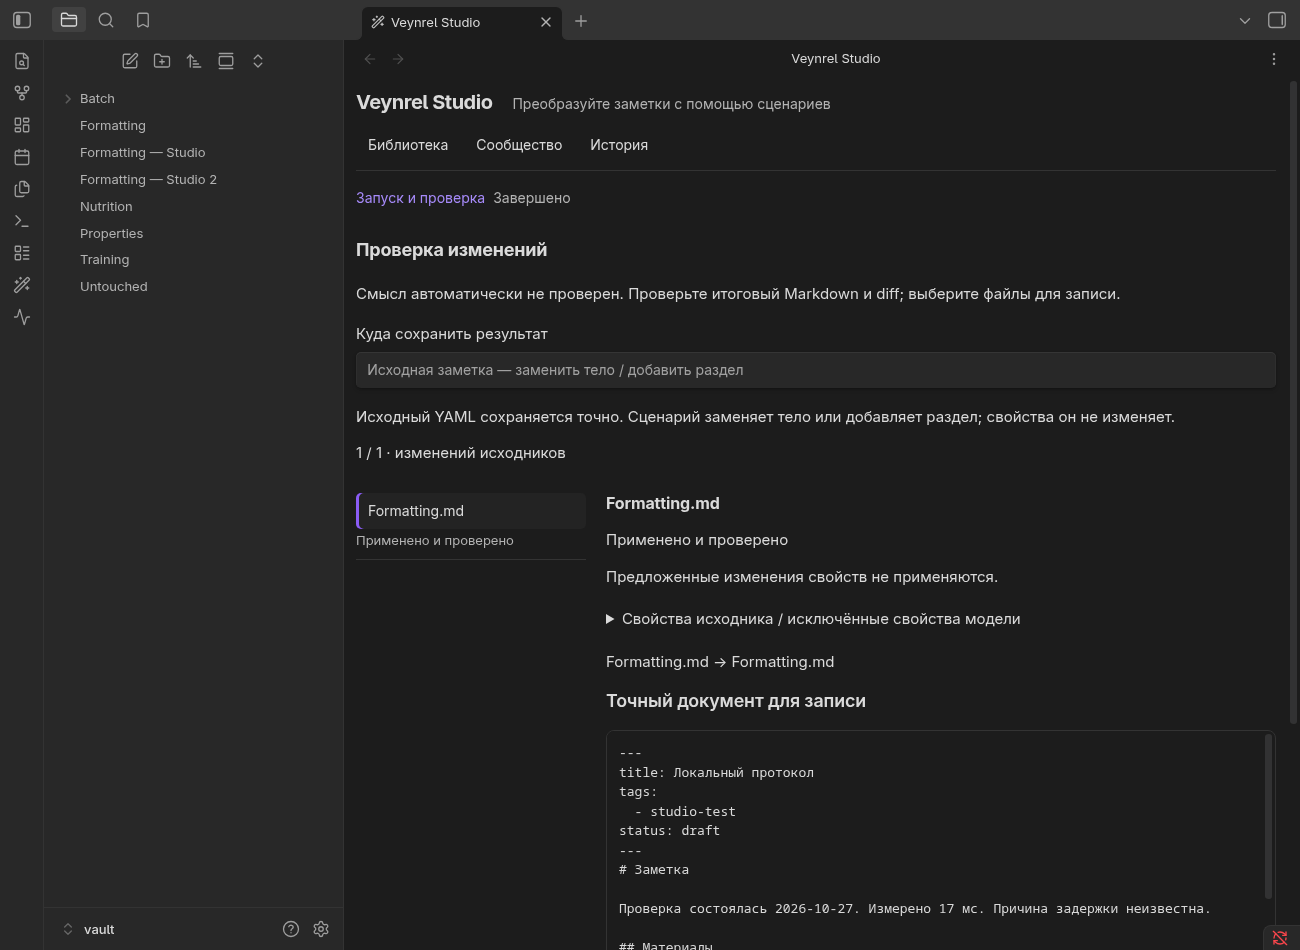 Veynrel Studio
Veynrel Studio
Batch
Formatting
Formatting — Studio
Formatting — Studio 2
Nutrition
Properties
Training
Untouched
vault
Veynrel Studio Преобразуйте заметки с помощью сценариев
Библиотека Сообщество История
Запуск и проверка Завершено
Проверка изменений
Смысл автоматически не проверен. Проверьте итоговый Markdown и diff; выберите файлы для записи.
Куда сохранить результат
Исходная заметка — заменить тело / добавить раздел
Исходный YAML сохраняется точно. Сценарий заменяет тело или добавляет раздел; свойства он не изменяет.
1 / 1 · изменений исходников
Formatting.md
Применено и проверено
Formatting.md
Применено и проверено
Предложенные изменения свойств не применяются.
Свойства исходника / исключённые свойства модели
Formatting.md → Formatting.md
Точный документ для записи
---
title: Локальный протокол
tags:
  - studio-test
status: draft
---
# Заметка
Проверка состоялась 2026-10-27. Измерено 17 мс. Причина задержки неизвестна.
## Материалы